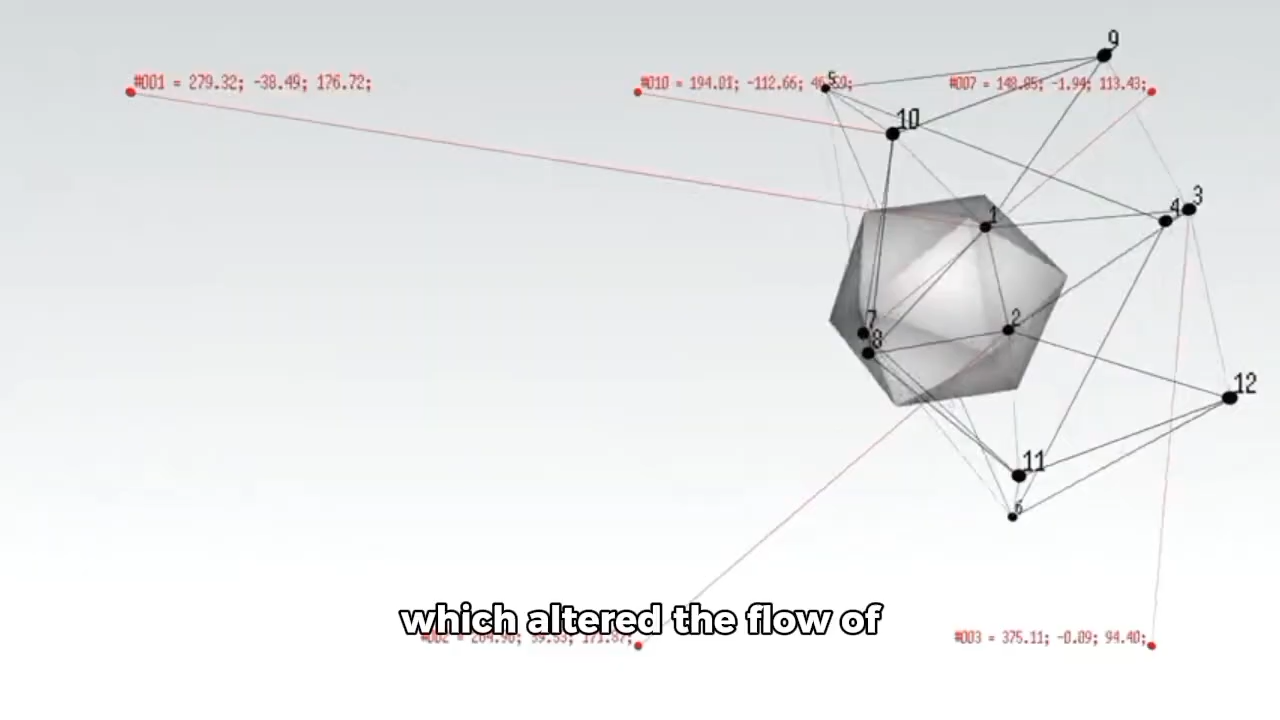 9
#001 = 279.32; -38.49; 176.72;
5
#010 = 194.01; -112.66;
#007 = 148.95; -1.94; 113.43;
10
3
4
1
7
2
8
12
11
6
which altered the flow of
#003 = 375.11; -0.09; 94.40;